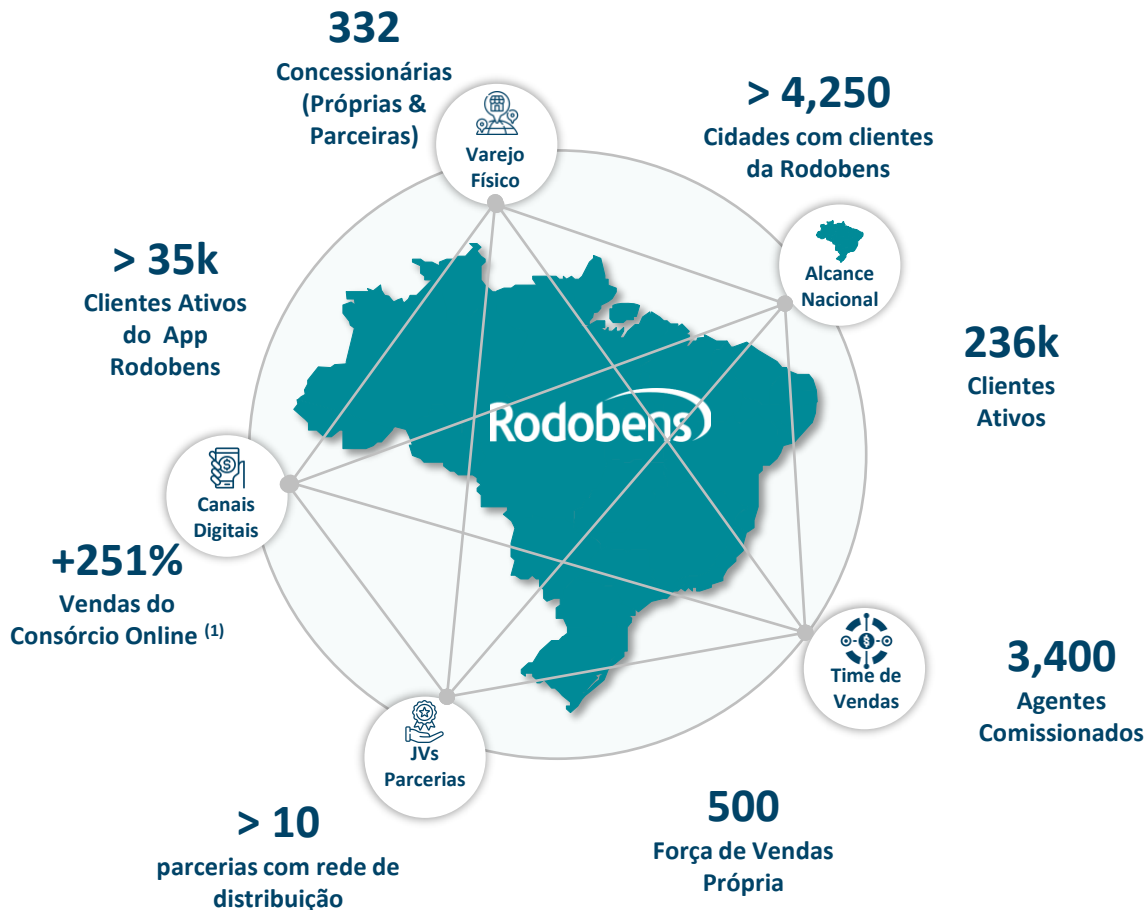 332
Concessionárias
(Próprias &
Parceiras)
Varejo
Físico
> 4,250
Cidades com clientes
da Rodobens
Alcance
Nacional
> 35k
Clientes Ativos
do App
Rodobens
236k
Clientes
Ativos
Rodobens
Canais
Digitais
+251%
Vendas do
Consórcio Online (1)
Time de
Vendas
3,400
Agentes
Comissionados
JVs
Parcerias
> 10
parcerias com rede de
distribuição
500
Força de Vendas
Própria